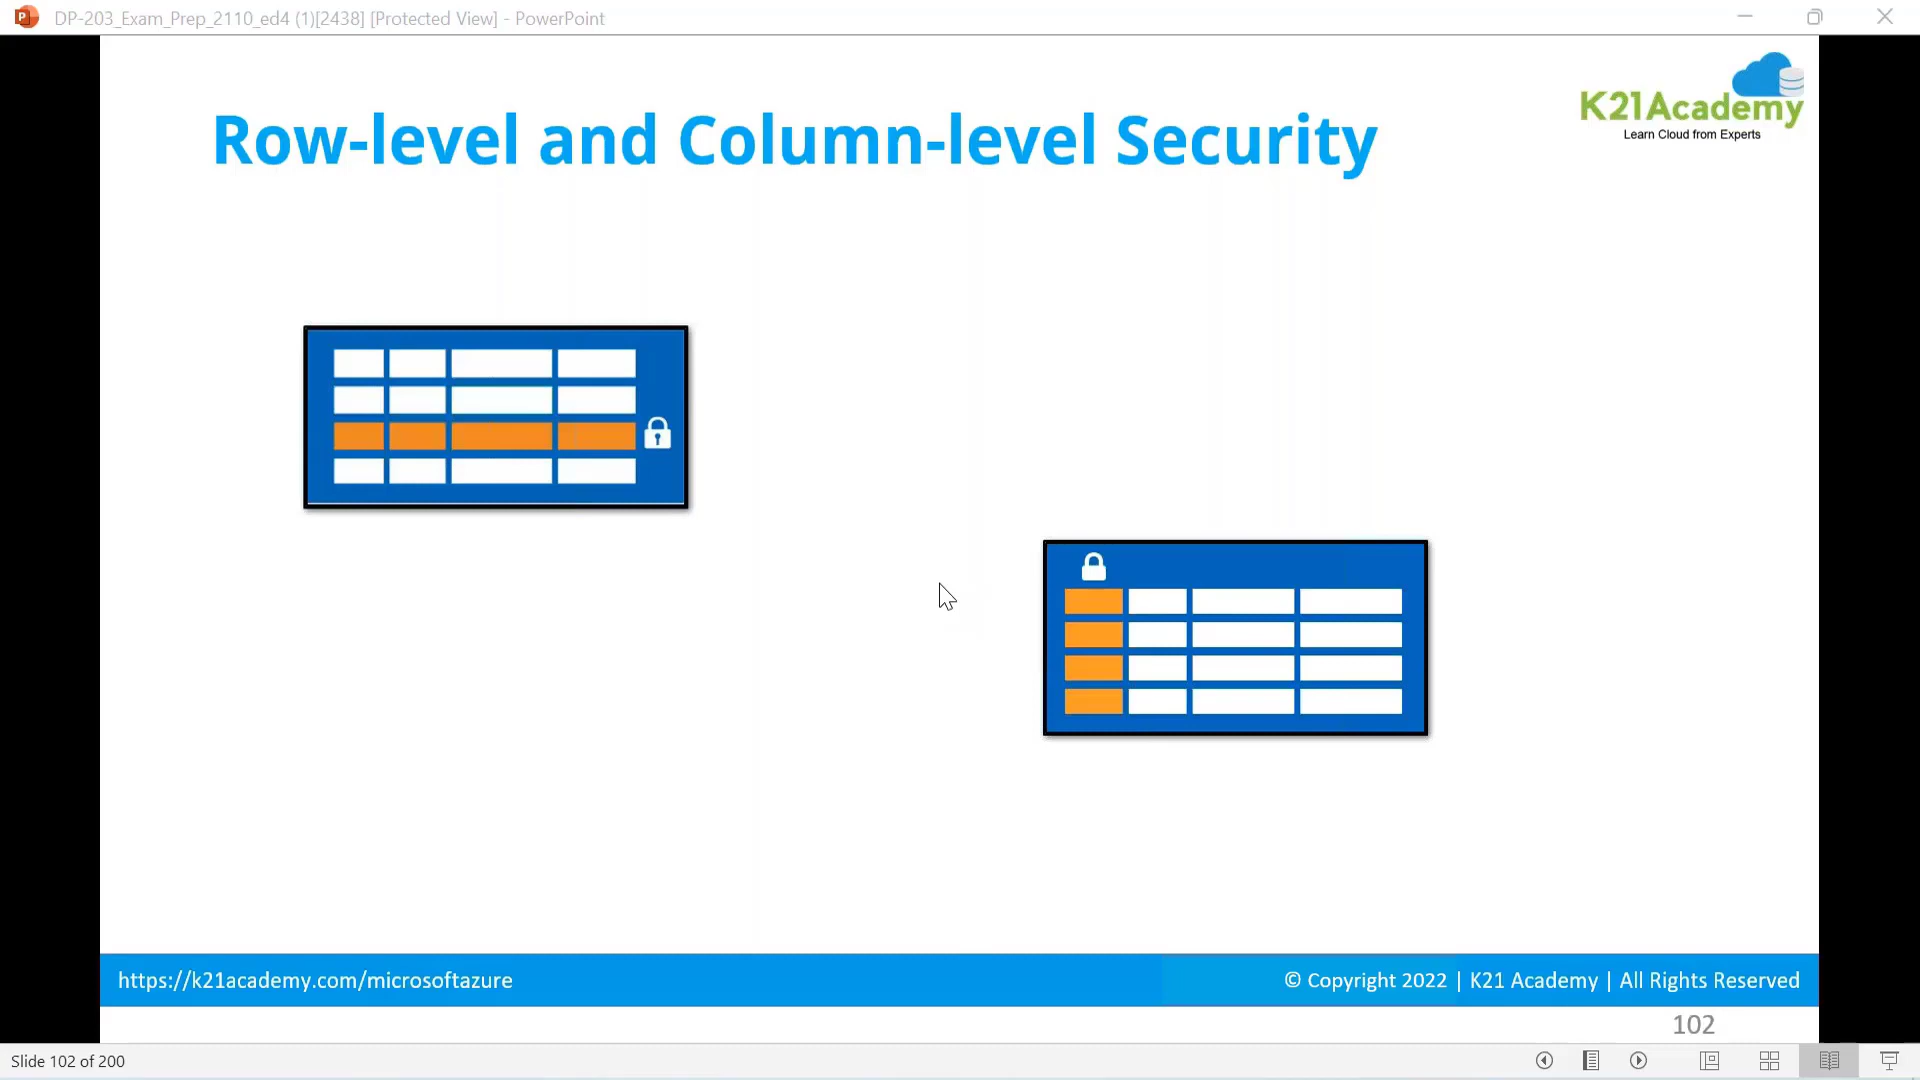 DP-203_Exam_Prep_2110_ed4 (1)[2438] [Protected View] - PowerPoint
K21Academy
Learn Cloud from Experts
Row-level and Column-level Security
https://k21academy.com/microsoftazure
© Copyright 2022 | K21 Academy | All Rights Reserved
102
Slide 102 of 200